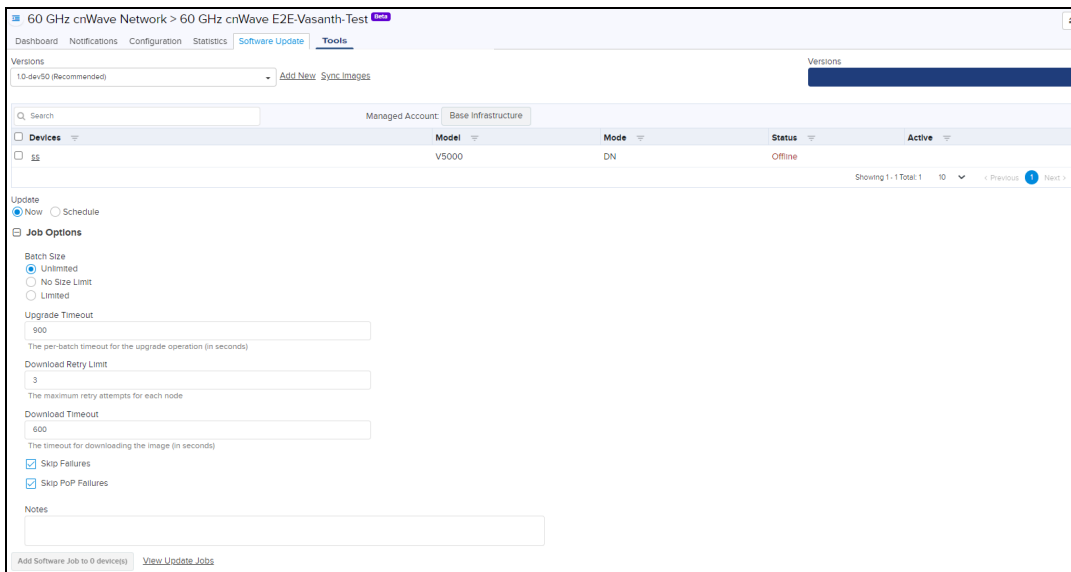 60 GHz cnWave Network > 60 GHz cnWave E2E-Vasanth-Test Beta
Dashboard Notifications Configuration Statistics Software Update Tools
Versions Versions
1.0-dev50 (Recommended) Add New Sync Images
Search Managed Account: Base Infrastructure
Devices Model Mode Status Active
ss V5000 DN Offline
Showing 1 - 1 Total: 1 10 < Previous 1 Next >
Update
Now Schedule
Job Options
Batch Size
Unlimited
No Size Limit
Limited
Upgrade Timeout
900
The per-batch timeout for the upgrade operation (in seconds)
Download Retry Limit
3
The maximum retry attempts for each node
Download Timeout
600
The timeout for downloading the image (in seconds)
Skip Failures
Skip PoP Failures
Notes
Add Software Job to 0 device(s) View Update Jobs